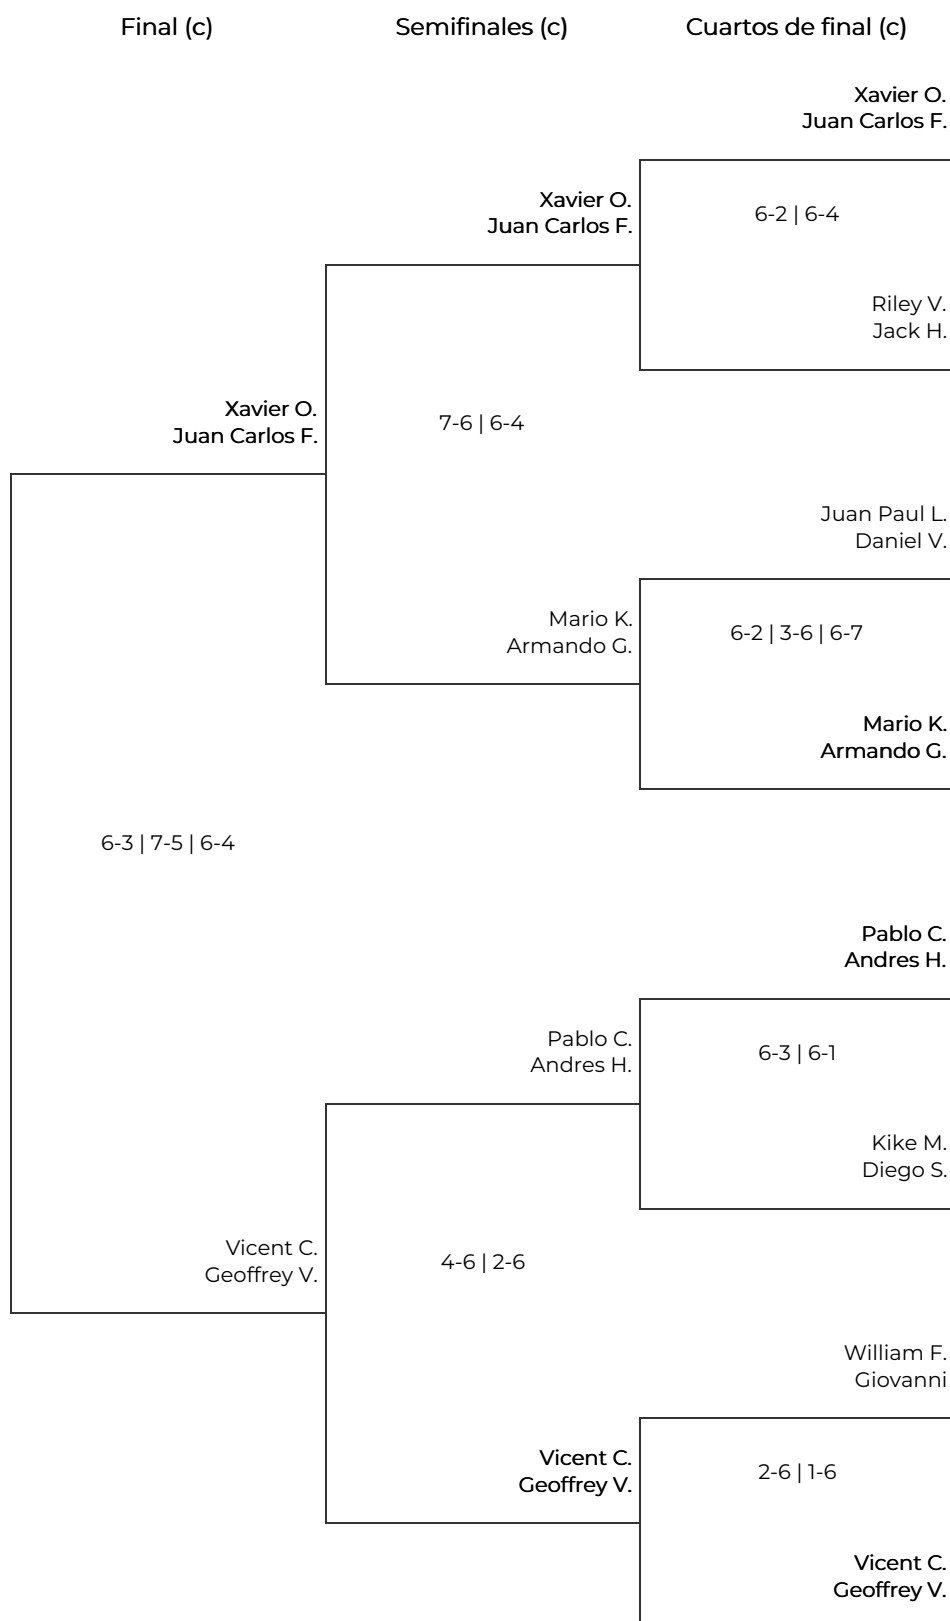 Final (c)
Semifinales (c)
Cuartos de final (c)
Xavier O.
Juan Carlos F.
Xavier O.
Juan Carlos F.
6-2 | 6-4
Riley V.
Jack H.
Xavier O.
Juan Carlos F.
7-6 | 6-4
Juan Paul L.
Daniel V.
Mario K.
Armando G.
6-2 | 3-6 | 6-7
Mario K.
Armando G.
6-3 | 7-5 | 6-4
Pablo C.
Andres H.
Pablo C.
Andres H.
6-3 | 6-1
Kike M.
Diego S.
Vicent C.
Geoffrey V.
4-6 | 2-6
William F.
Giovanni
Vicent C.
Geoffrey V.
2-6 | 1-6
Vicent C.
Geoffrey V.